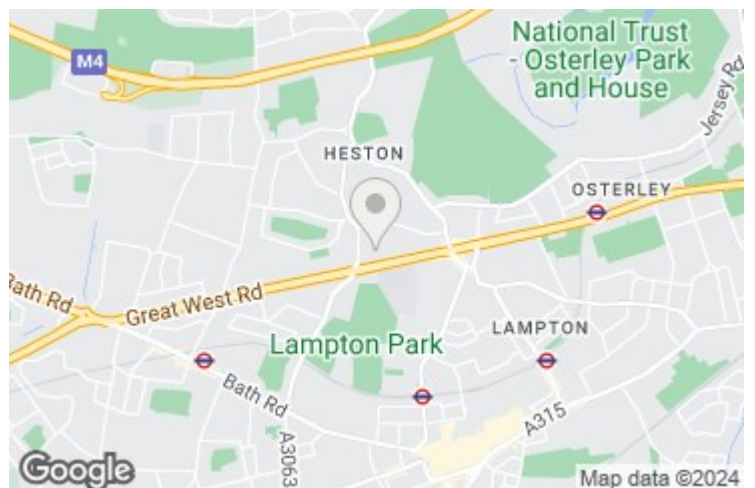 National Trust
- Osterley Park
and House
M4
Jersey Rd
HESTON
OSTERLEY
Bath Rd
Great West Rd
Lampton Park
LAMPTON
Bath Rd
A3063
A315
Google
Map data ©2024